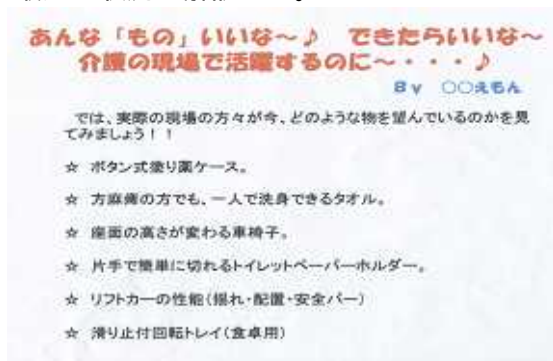 あんな「もの」いいな～♪ できたらいいな～
介護の現場で活躍するのに～・・・♪
By ○○えもん
では、実際の現場の方々が今、どのような物を望んでいるのかを見
てみましょう！！
☆ ボタン式塗り薬ケース。
☆ 方麻痺の方でも、一人で洗身できるタオル。
☆ 座面の高さが変わる車椅子。
☆ 片手で簡単に切れるトイレットペーパーホルダー。
☆ リフトカーの性能（揺れ・配置・安全バー）
☆ 滑り止付回転トレイ（食卓用）